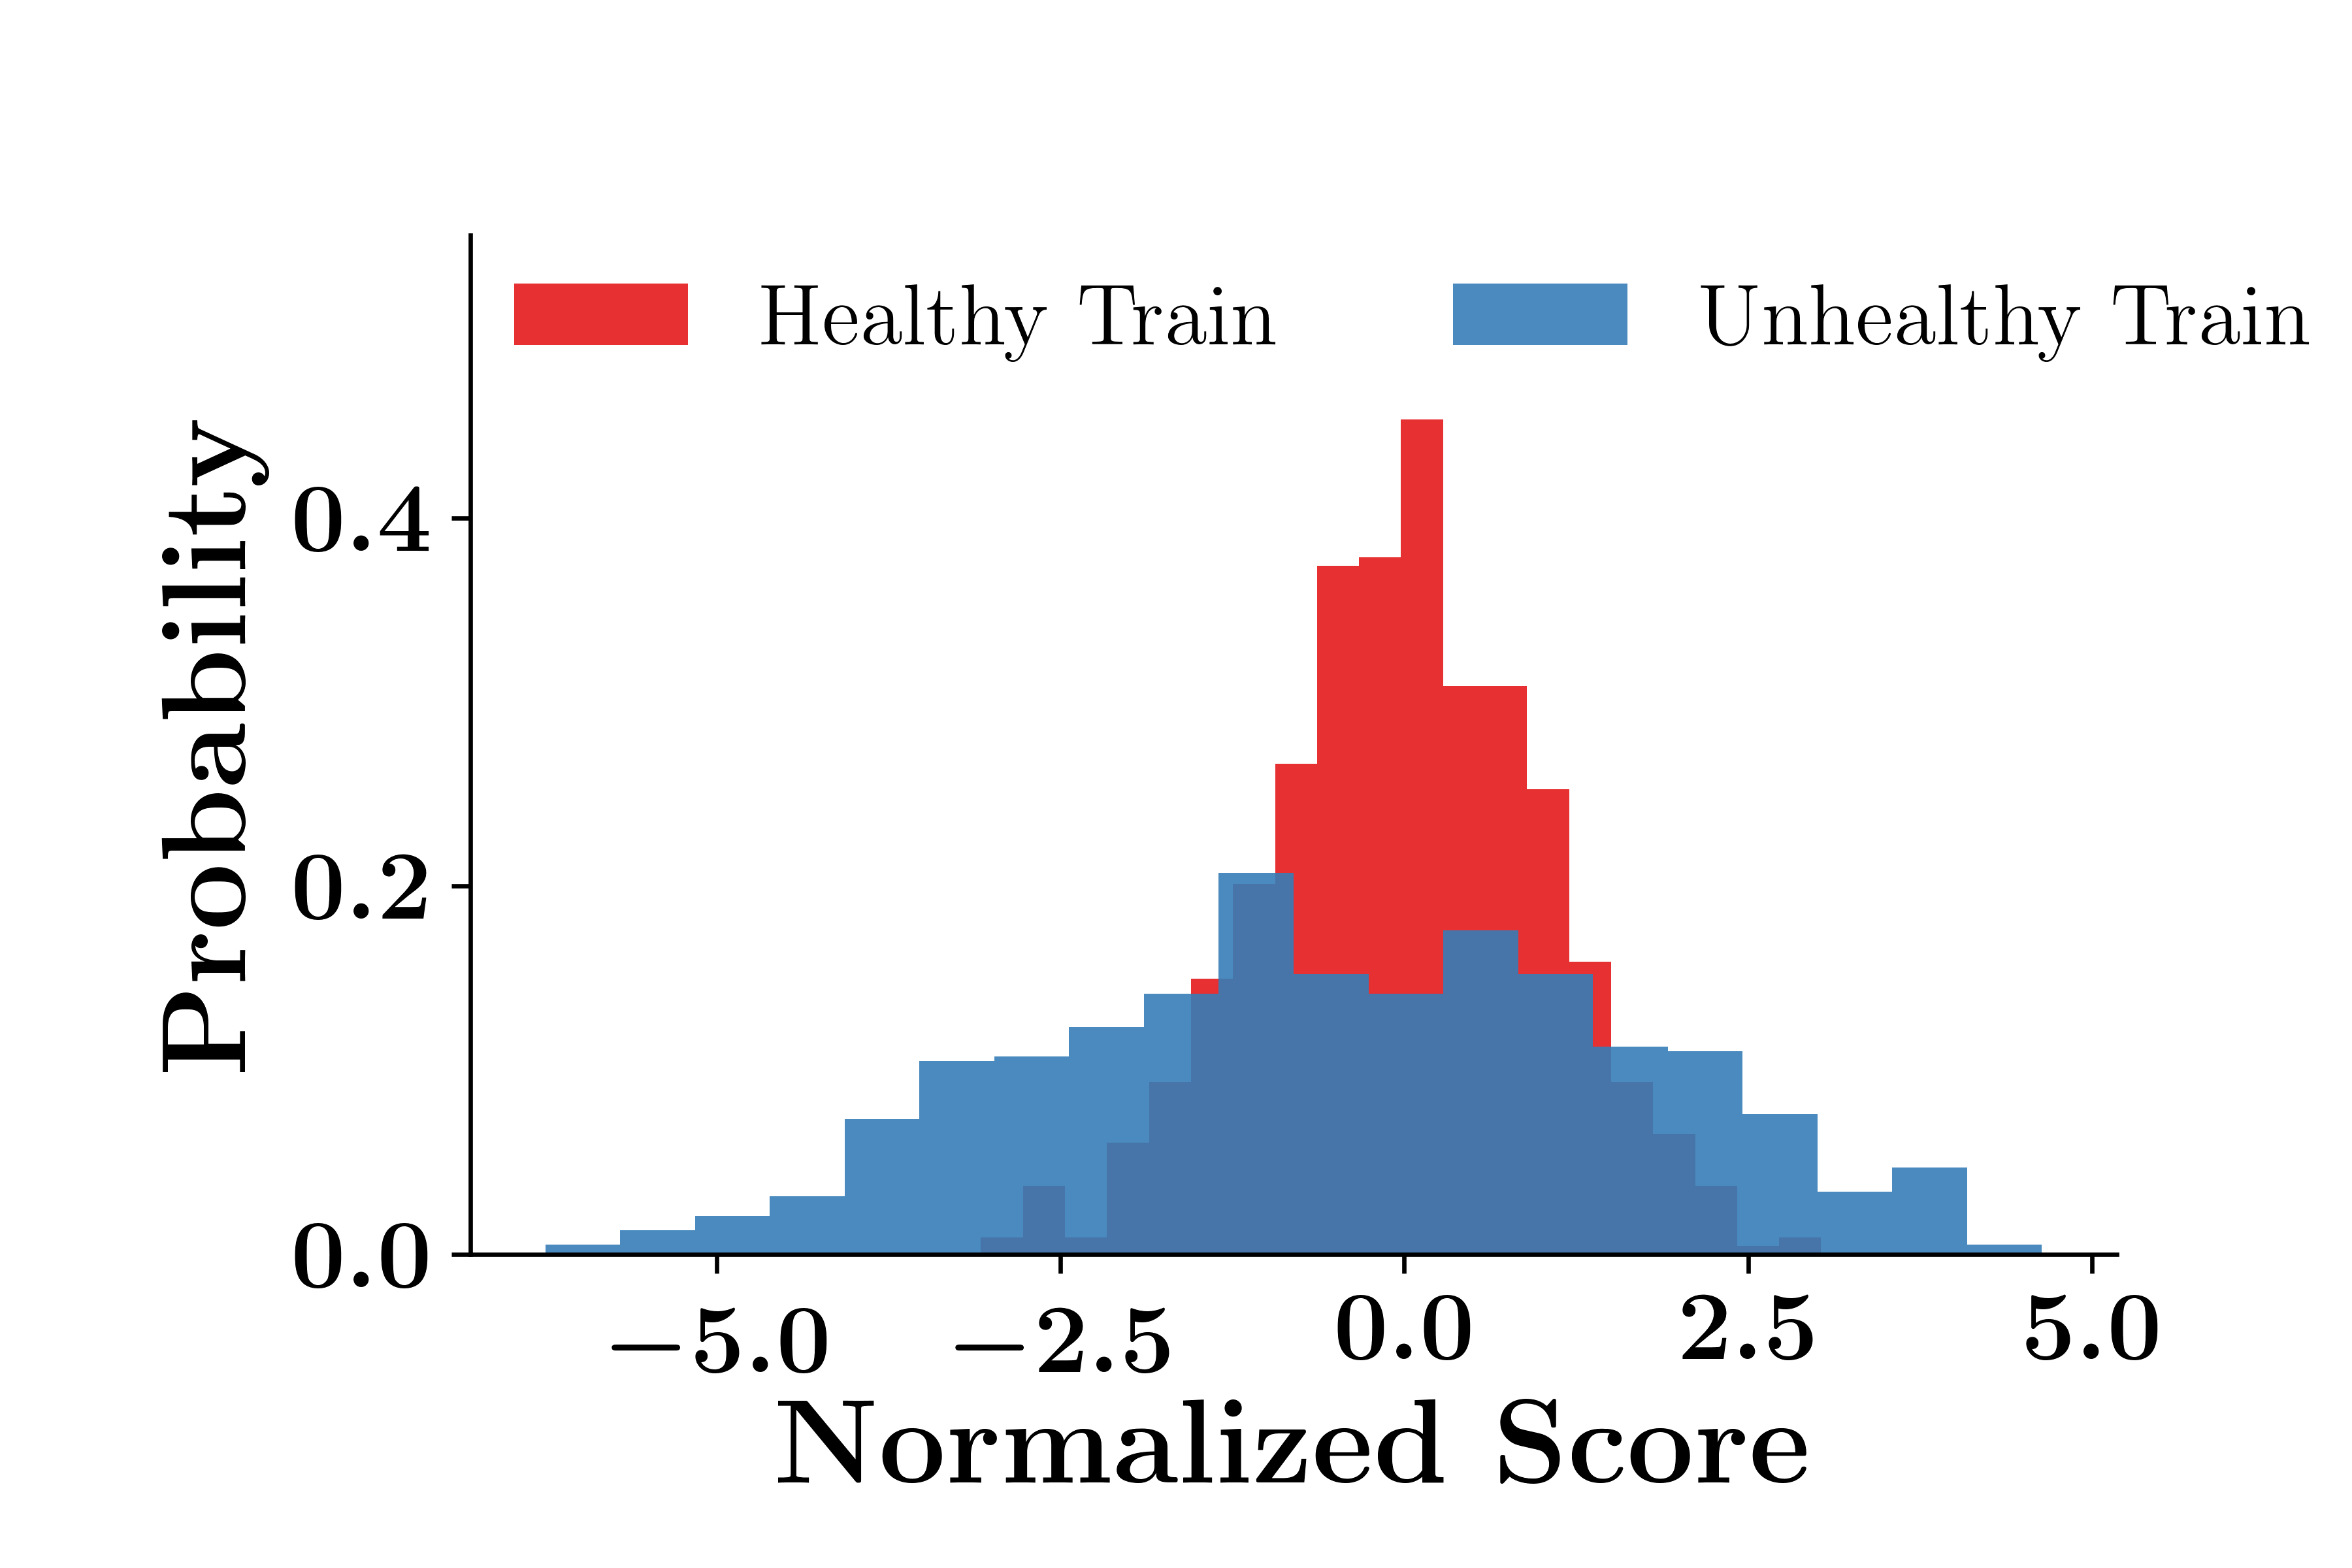 Healthy Train Unhealthy Train
Probability
0.4
0.2
0.0
−5.0 −2.5 0.0 2.5 5.0
Normalized Score